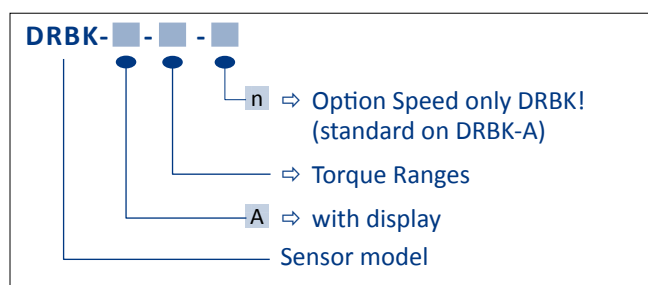 DRBK- - -
n ⇨ Option Speed only DRBK!
(standard on DRBK-A)
⇨ Torque Ranges
A ⇨ with display
Sensor model